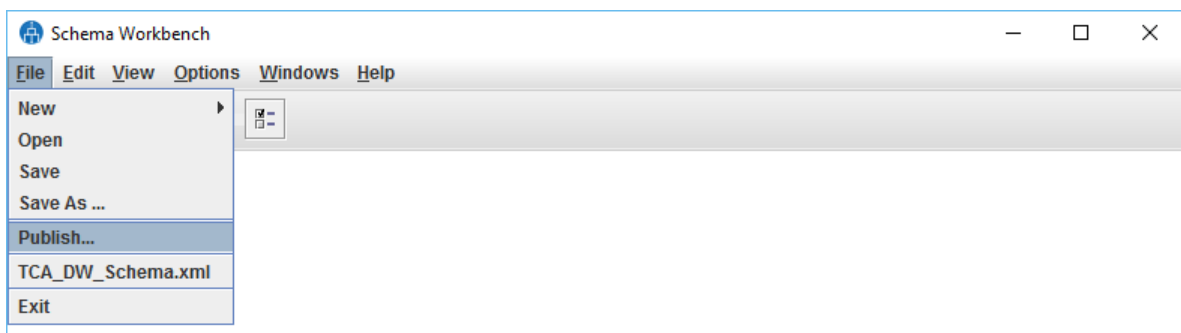 Schema Workbench
File Edit View Options Windows Help
New
Open
Save
Save As ...
Publish...
TCA_DW_Schema.xml
Exit